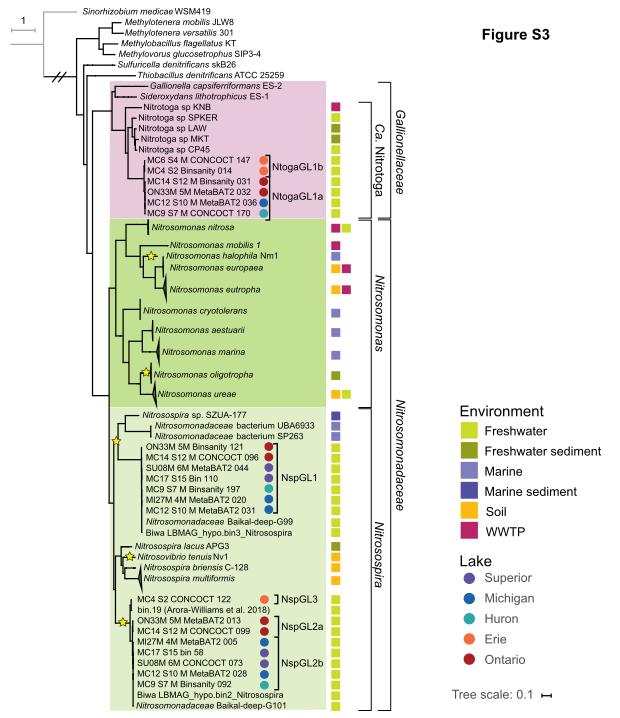 Figure S3
1
Sinorhizobium medicae WSM419
Methylotenera mobilis JLW8
Methylotenera versatilis 301
Methylobacillus flagellatus KT
Methylovorus glucosetrophus SIP3-4
Sulfuricella denitrificans skB26
Thiobacillus denitrificans ATCC 25259
Gallionella capsiferriformans ES-2
Sideroxydans lithotrophicus ES-1
Nitrotoga sp KNB
Nitrotoga sp SPKER
Nitrotoga sp LAW
Nitrotoga sp MKT
Nitrotoga sp CP45
MC6 S4 M CONCOCT 147
MC4 S2 Binsanity 014
NtogaGL1b
MC14 S12 M Binsanity 031
ON33M 5M MetaBAT2 032
NtogaGL1a
MC12 S10 M MetaBAT2 036
MC9 S7 M CONCOCT 170
Ca. Nitrotoga
Gallionellaceae
Nitrosomonas nitrosa
Nitrosomonas mobilis 1
Nitrosomonas halophila Nm1
Nitrosomonas europaea
Nitrosomonas eutropha
Nitrosomonas cryotolerans
Nitrosomonas aestuarii
Nitrosomonas marina
Nitrosomonas oligotropha
Nitrosomonas ureae
Nitrosomonas
Nitrosomonadaceae
Nitrosospira sp. SZUA-177
Nitrosomonadaceae bacterium UBA6933
Nitrosomonadaceae bacterium SP263
ON33M 5M Binsanity 121
MC14 S12 M CONCOCT 096
SU08M 6M MetaBAT2 044
MC17 S15 Bin 110
NspGL1
MC9 S7 M Binsanity 197
MI27M 4M MetaBAT2 020
MC12 S10 M MetaBAT2 031
Nitrosomonadaceae Baikal-deep-G99
Biwa LBMAG_hypo.bin3_Nitrosospira
Nitrosospira lacus APG3
Nitrosovibrio tenuis Nv1
Nitrosospira briensis C-128
Nitrosospira multiformis
MC4 S2 CONCOCT 122
NspGL3
bin.19 (Arora-Williams et al. 2018)
ON33M 5M MetaBAT2 013
NspGL2a
MC14 S12 M CONCOCT 099
MI27M 4M MetaBAT2 005
MC17 S15 bin 58
SU08M 6M CONCOCT 073
NspGL2b
MC12 S10 M MetaBAT2 028
MC9 S7 M Binsanity 092
Biwa LBMAG_hypo.bin2_Nitrosospira
Nitrosomonadaceae Baikal-deep-G101
Nitrosospira
Environment
Freshwater
Freshwater sediment
Marine
Marine sediment
Soil
WWTP
Lake
Superior
Michigan
Huron
Erie
Ontario
Tree scale: 0.1